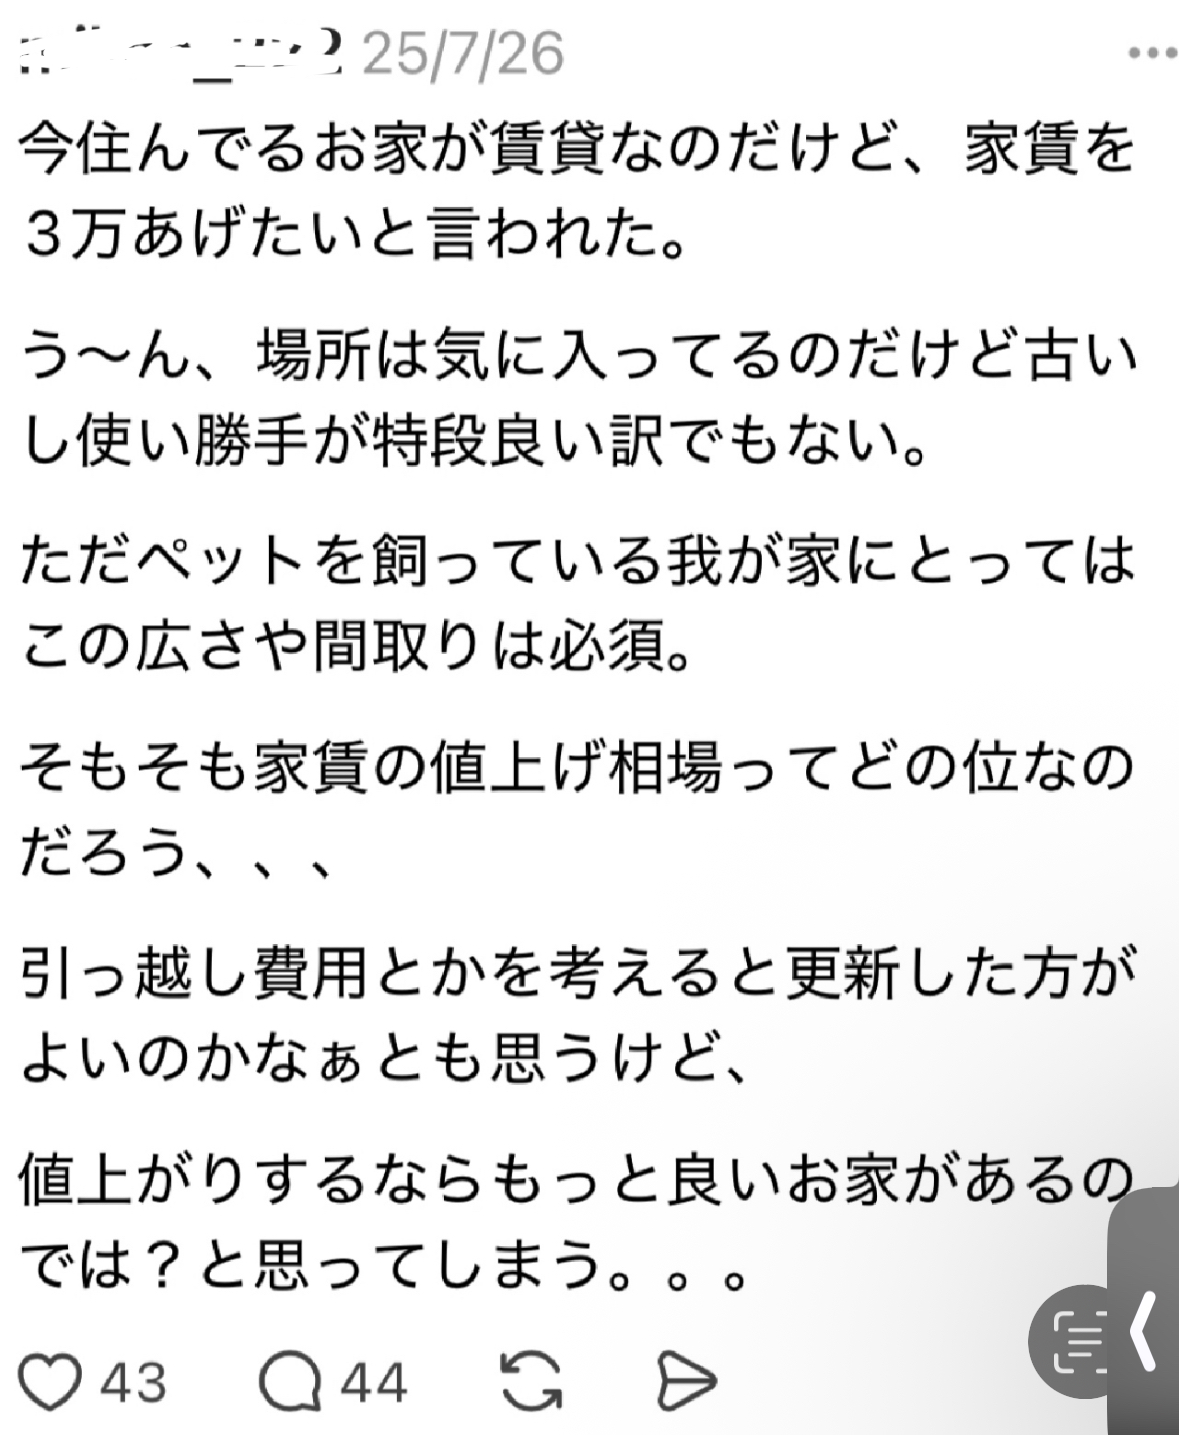 25/7/26
今住んでるお家が賃貸なのだけど、家賃を
3万あげたいと言われた。
う〜ん、場所は気に入ってるのだけど古い
し使い勝手が特段良い訳でもない。
ただペットを飼っている我が家にとっては
この広さや間取りは必須。
そもそも家賃の値上げ相場ってどの位なの
だろう、、、
引っ越し費用とかを考えると更新した方が
よいのかなぁとも思うけど、
値上がりするならもっと良いお家があるの
では？と思ってしまう。。。
43 44